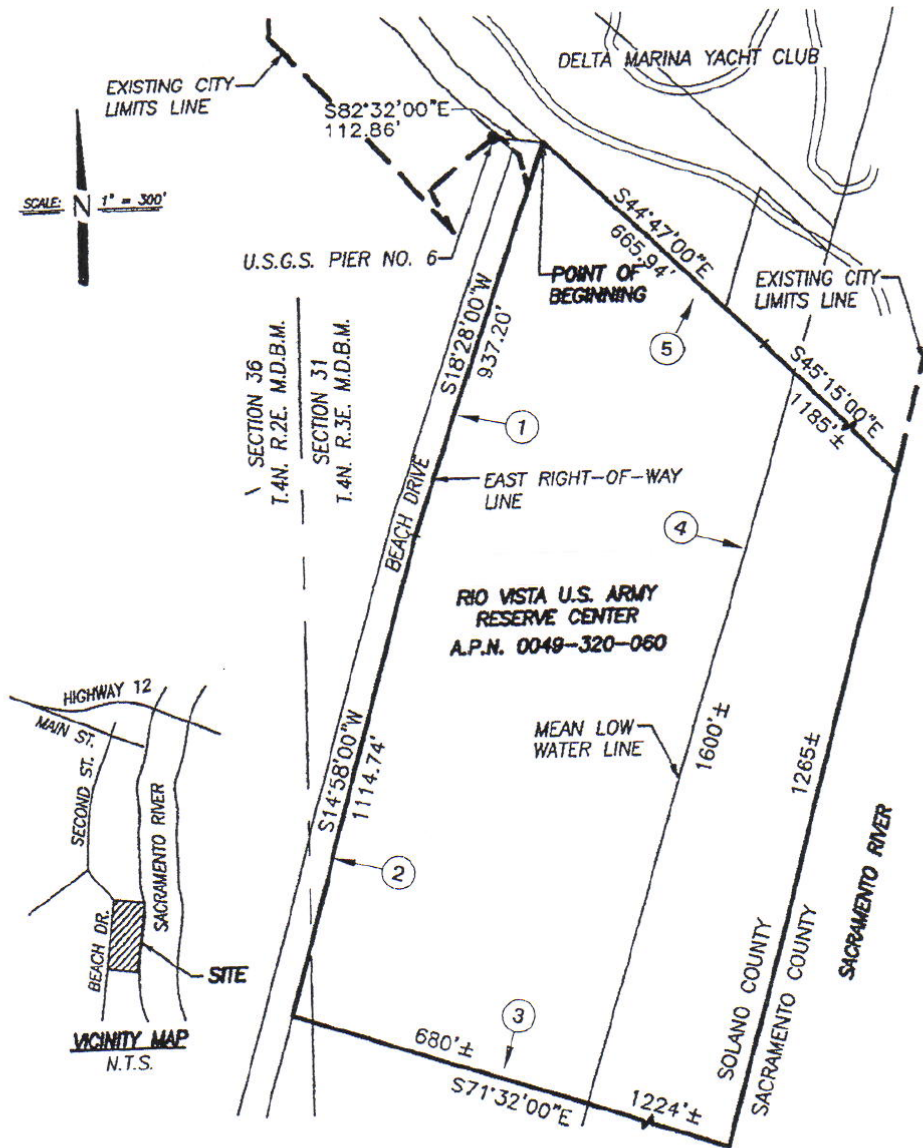 DELTA MARINA YACHT CLUB
EXISTING CITY
LIMITS LINE
S82°32'00"E
112.86'
SCALE: N 1" = 300'
U.S.G.S. PIER NO. 6
POINT OF
BEGINNING
S44°47'00"E
665.94'
5
EXISTING CITY
LIMITS LINE
S45°15'00"E
1185'±
SECTION 36
T.4N. R.2E. M.D.B.M.
SECTION 31
T.4N. R.3E. M.D.B.M.
S18°28'00"W
937.20'
1
BEACH DRIVE
EAST RIGHT-OF-WAY
LINE
4
RIO VISTA U.S. ARMY
RESERVE CENTER
A.P.N. 0049-320-060
MEAN LOW
WATER LINE
1600'±
1265±
S14°58'00"W
1114.74'
2
SOLANO COUNTY
SACRAMENTO COUNTY
SACRAMENTO RIVER
680'±
3
S71°32'00"E
1224'±
HIGHWAY 12
MAIN ST.
SECOND ST.
SACRAMENTO RIVER
BEACH DR.
SITE
VICINITY MAP
N.T.S.